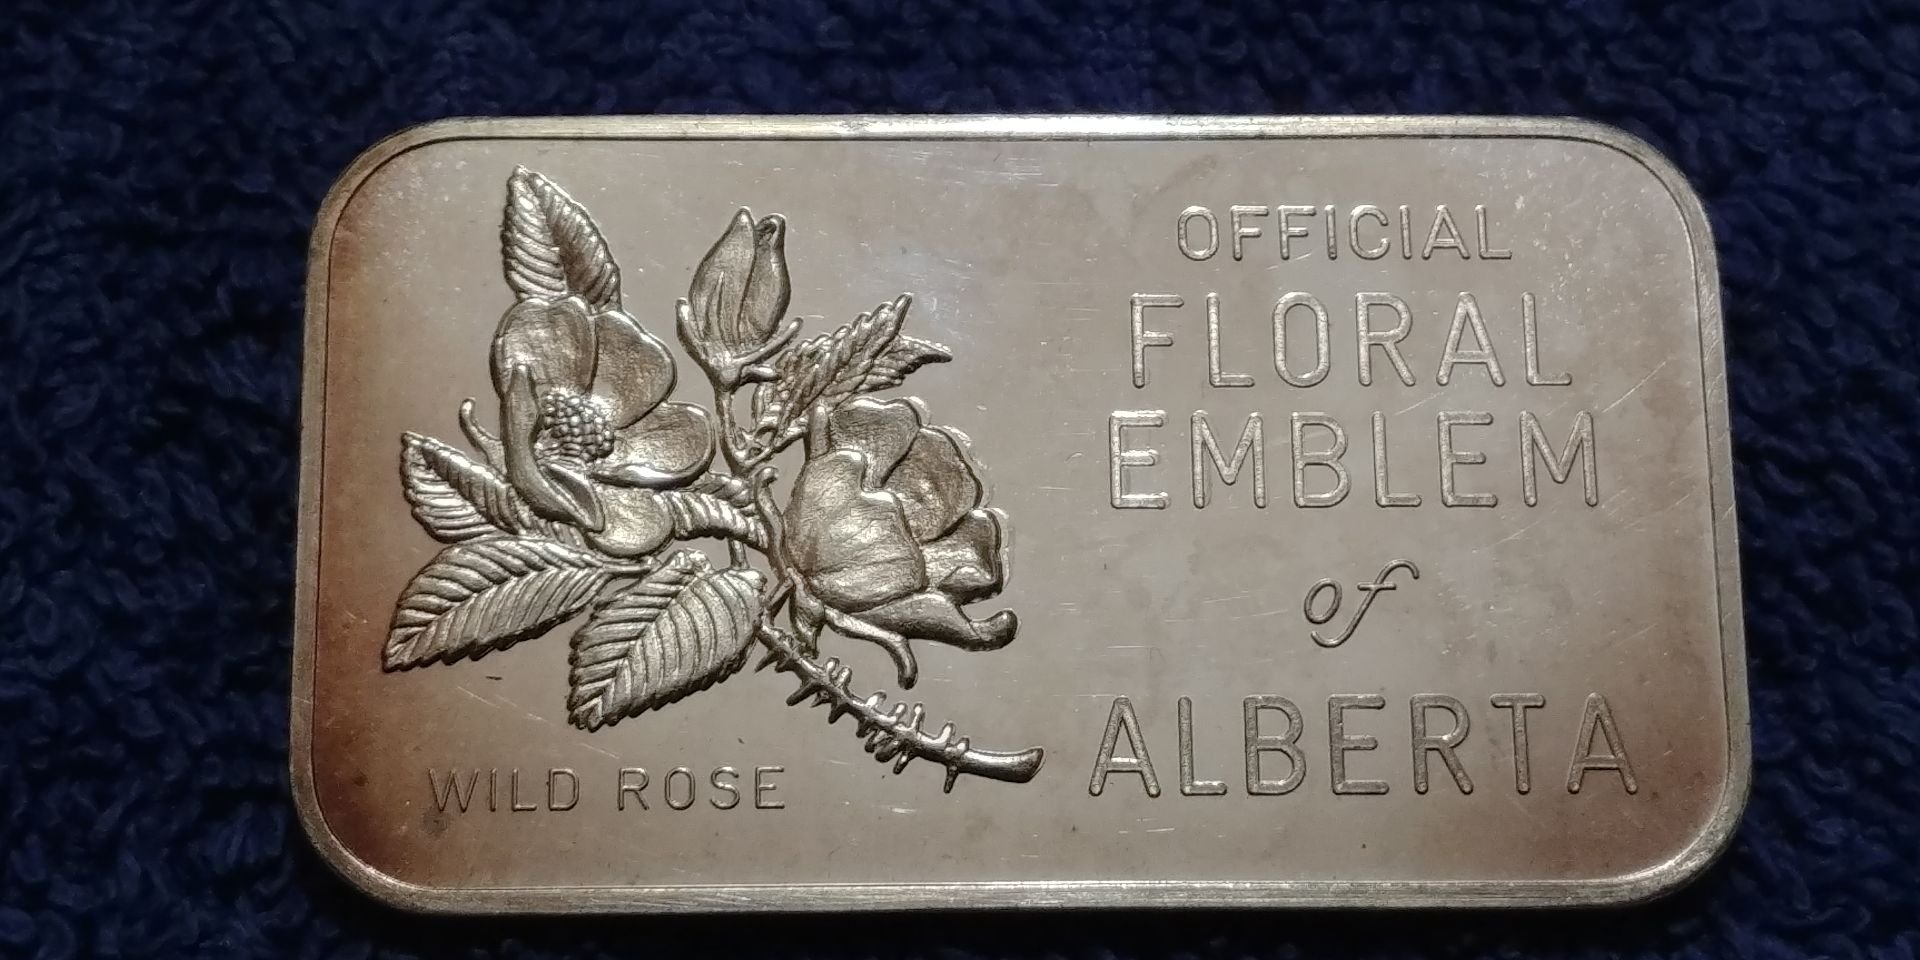 OFFICIAL
FLORAL
EMBLEM
of
ALBERTA
WILD ROSE